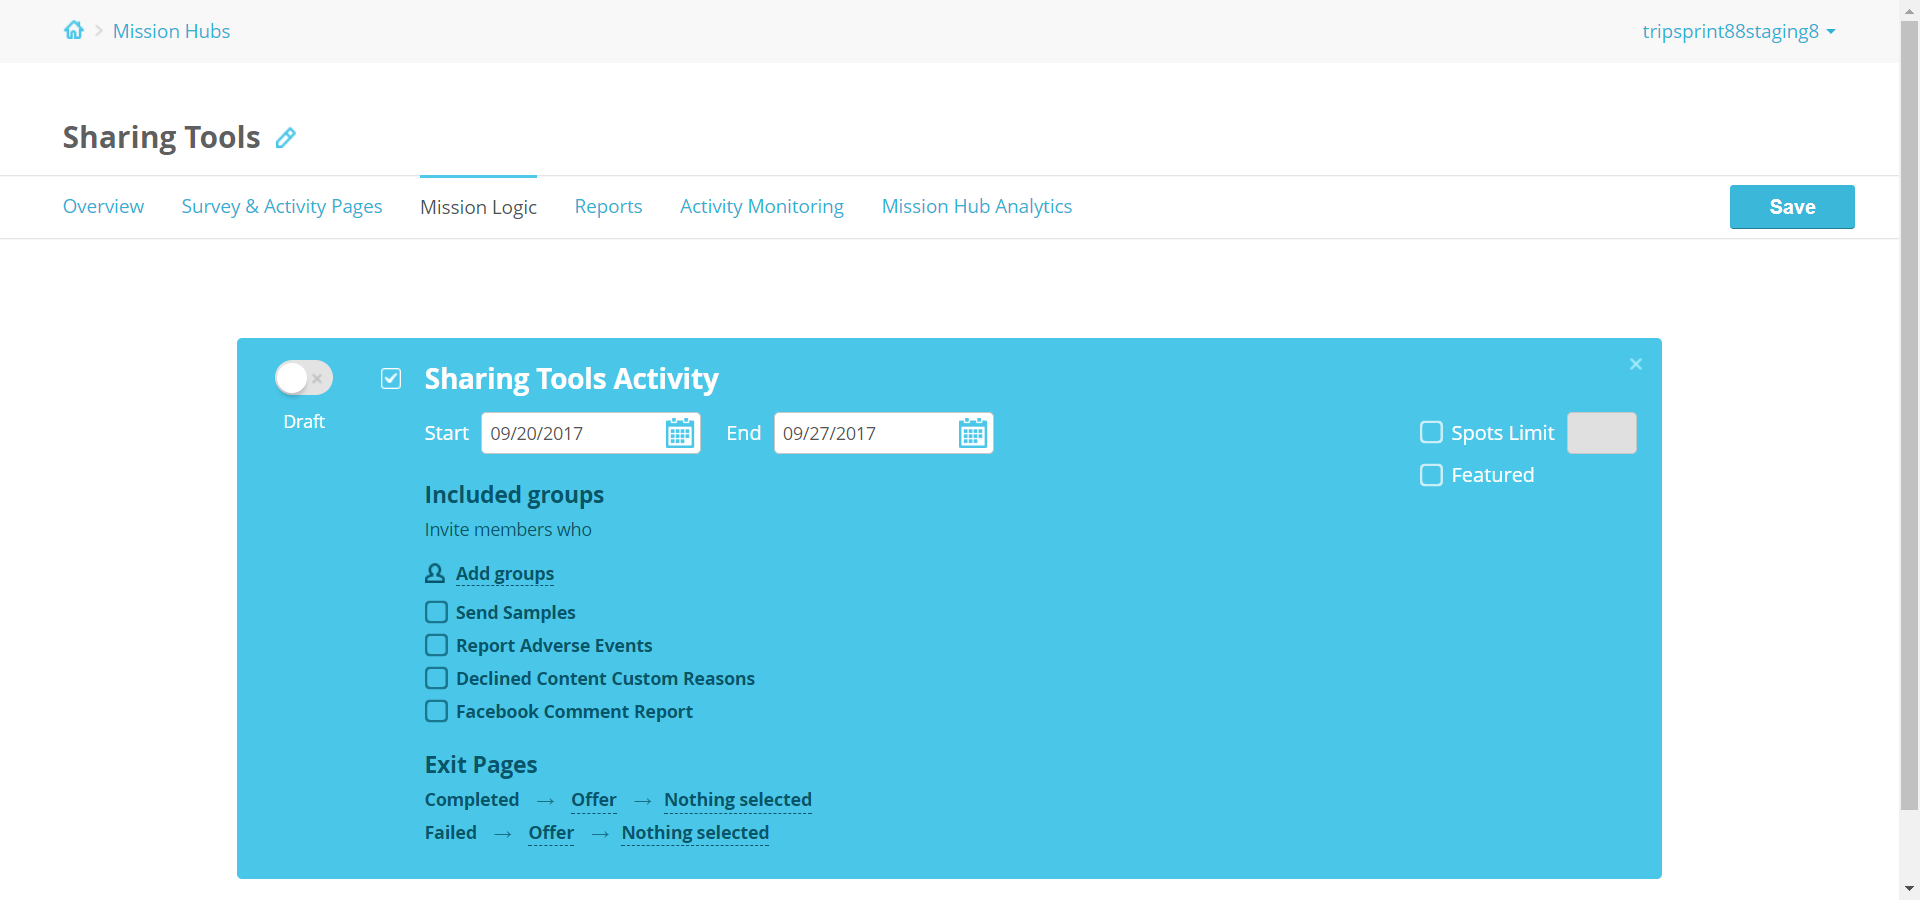 Mission Hubs
tripsprint88staging8
Sharing Tools
Overview Survey & Activity Pages Mission Logic Reports Activity Monitoring Mission Hub Analytics Save
Sharing Tools Activity
Draft
Start 09/20/2017 End 09/27/2017 Spots Limit
Featured
Included groups
Invite members who
Add groups
Send Samples
Report Adverse Events
Declined Content Custom Reasons
Facebook Comment Report
Exit Pages
Completed → Offer → Nothing selected
Failed → Offer → Nothing selected